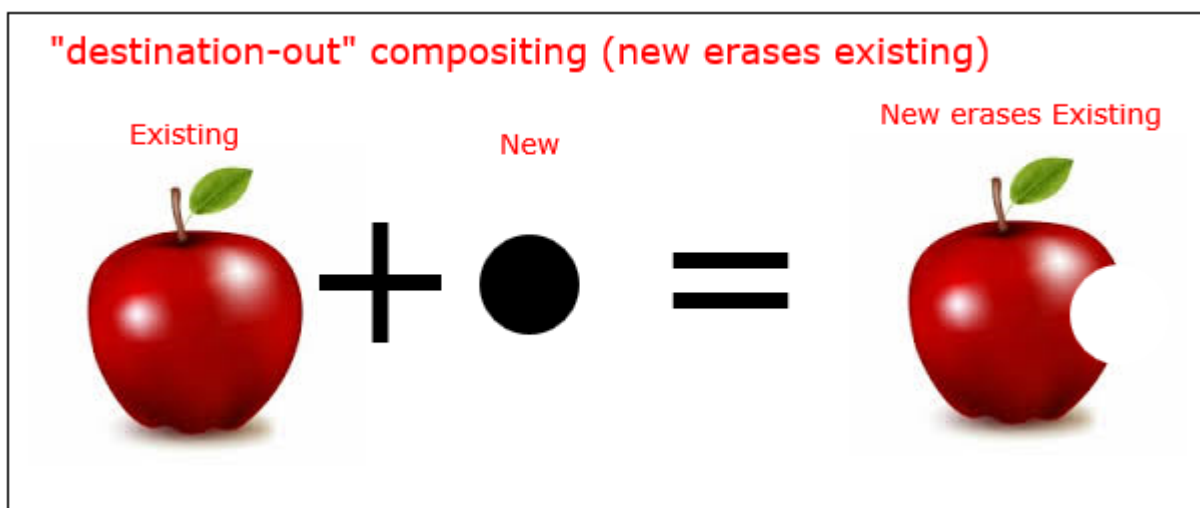 "destination-out" compositing (new erases existing)
Existing
New
New erases Existing